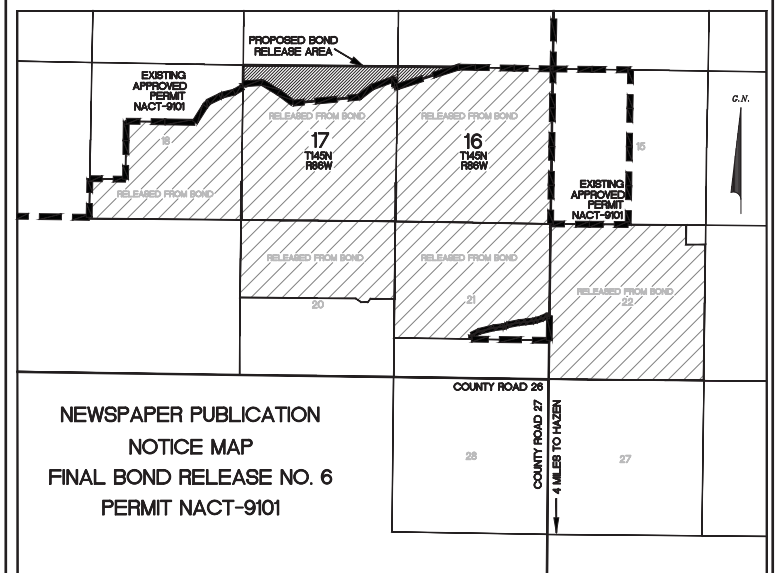 PROPOSED BOND
RELEASE AREA
EXISTING
APPROVED
PERMIT
NACT-9101
G.N.
RELEASED FROM BOND
RELEASED FROM BOND
18
17
T145N
R86W
16
T145N
R86W
15
RELEASED FROM BOND
EXISTING
APPROVED
PERMIT
NACT-9101
RELEASED FROM BOND
RELEASED FROM BOND
RELEASED FROM BOND
20
21
22
COUNTY ROAD 26
COUNTY ROAD 27
4 MILES TO HAZEN
28
27
NEWSPAPER PUBLICATION
NOTICE MAP
FINAL BOND RELEASE NO. 6
PERMIT NACT-9101